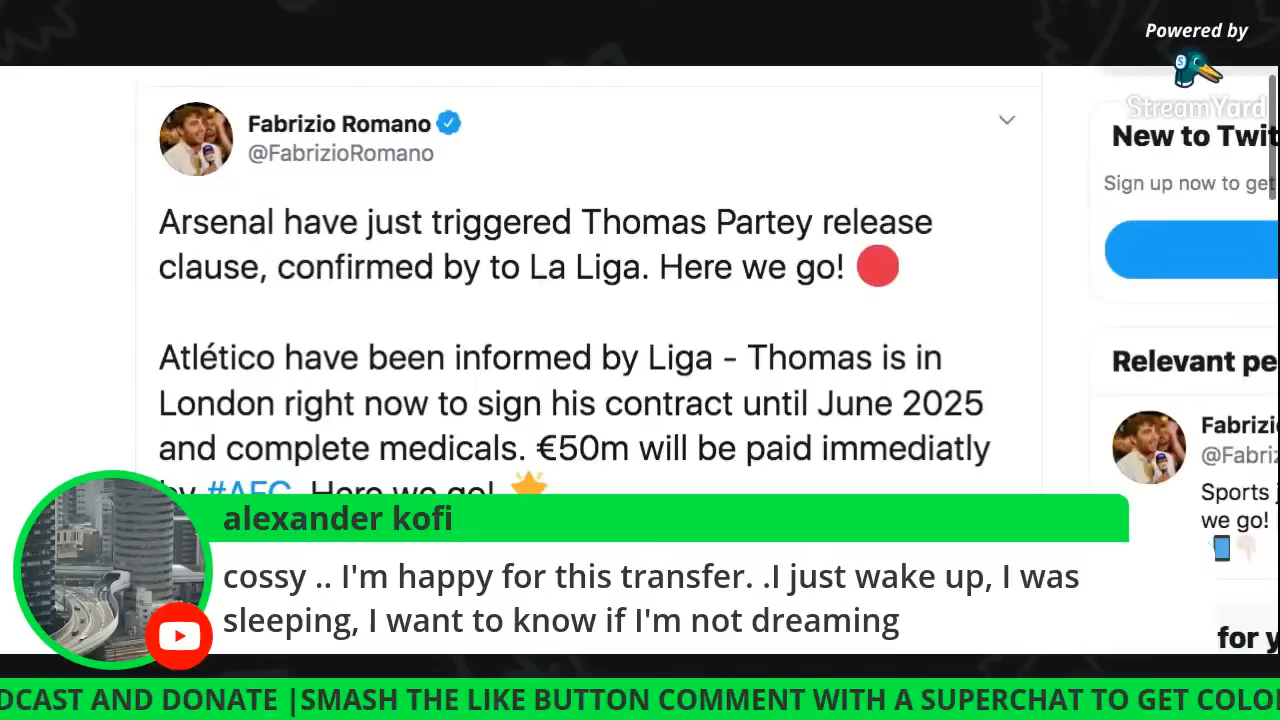 Powered by
StreamYard
Fabrizio Romano
@FabrizioRomano
Arsenal have just triggered Thomas Partey release
clause, confirmed by to La Liga. Here we go! 🔴
Atlético have been informed by Liga - Thomas is in
London right now to sign his contract until June 2025
and complete medicals. €50m will be paid immediatly
by #AFC. Here we go! 🌟
New to Twit
Sign up now to get
Relevant pe
Fabrizi
@Fabriz
Sports
we go!
for y
alexander kofi
cossy .. I'm happy for this transfer. .I just wake up, I was
sleeping, I want to know if I'm not dreaming
DCAST AND DONATE |SMASH THE LIKE BUTTON COMMENT WITH A SUPERCHAT TO GET COLO